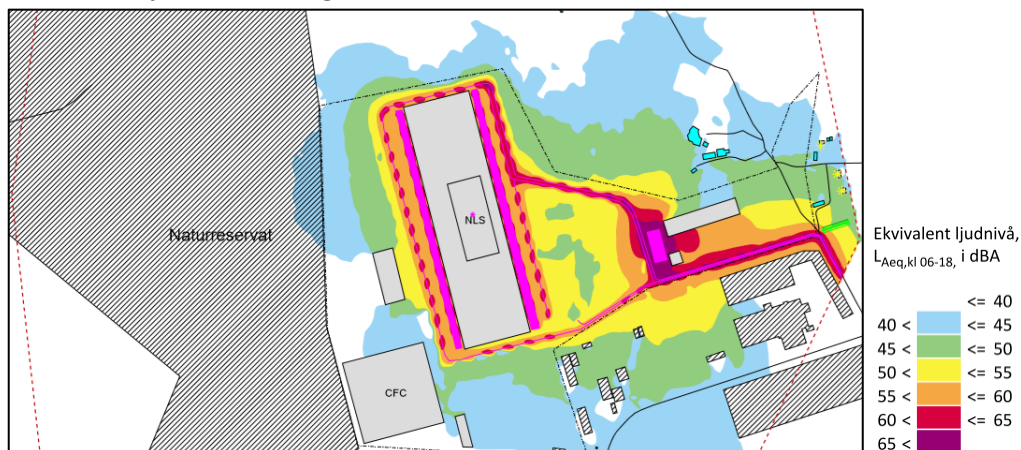 NLS
Naturreservat
CFC
Ekvivalent ljudnivå,
LAeq,kl 06-18, i dBA
<= 40
40 < <= 45
45 < <= 50
50 < <= 55
55 < <= 60
60 < <= 65
65 <